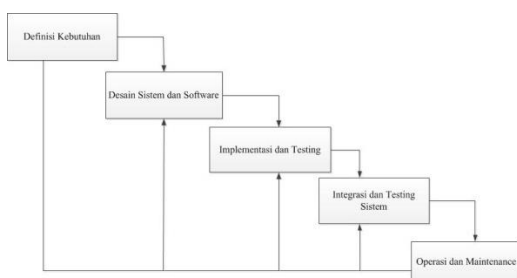 Definisi Kebutuhan
Desain Sistem dan Software
Implementasi dan Testing
Integrasi dan Testing
Sistem
Operasi dan Maintenance